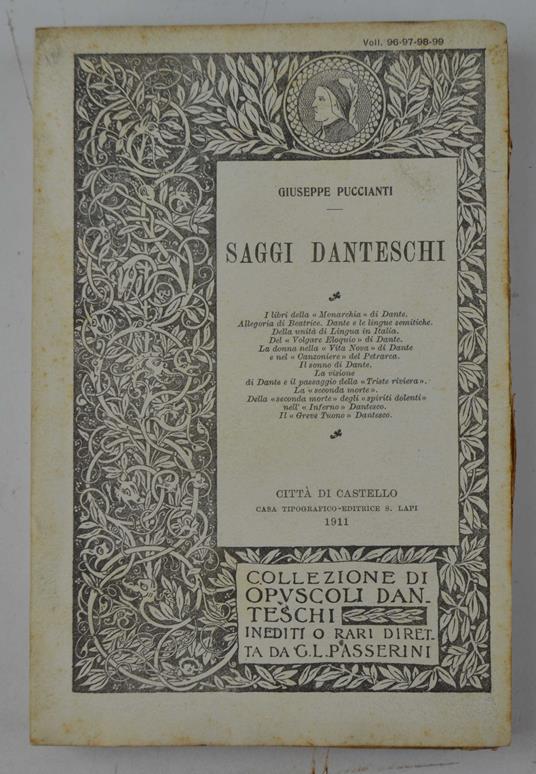 Voll. 96-97-98-99
GIUSEPPE PUCCIANTI
SAGGI DANTESCHI
I libri della « Monarchia » di Dante.
Allegoria di Beatrice. Dante e le lingue semitiche.
Della unità di Lingua in Italia.
Del « Volgare Eloquio » di Dante.
La donna nella « Vita Nova » di Dante
e nel « Canzoniere » del Petrarca.
Il sonno di Dante.
La visione
di Dante e il passaggio della « Triste riviera ».
La « seconda morte ».
Della « seconda morte » degli « spiriti dolenti »
nell' « Inferno » Dantesco.
Il « Greve Tuono » Dantesco.
CITTÀ DI CASTELLO
CASA TIPOGRAFICO-EDITRICE S. LAPI
1911
COLLEZIONE DI
OPVSCOLI DAN-
TESCHI
INEDITI O RARI DIRET-
TA DA G. L. PASSERINI